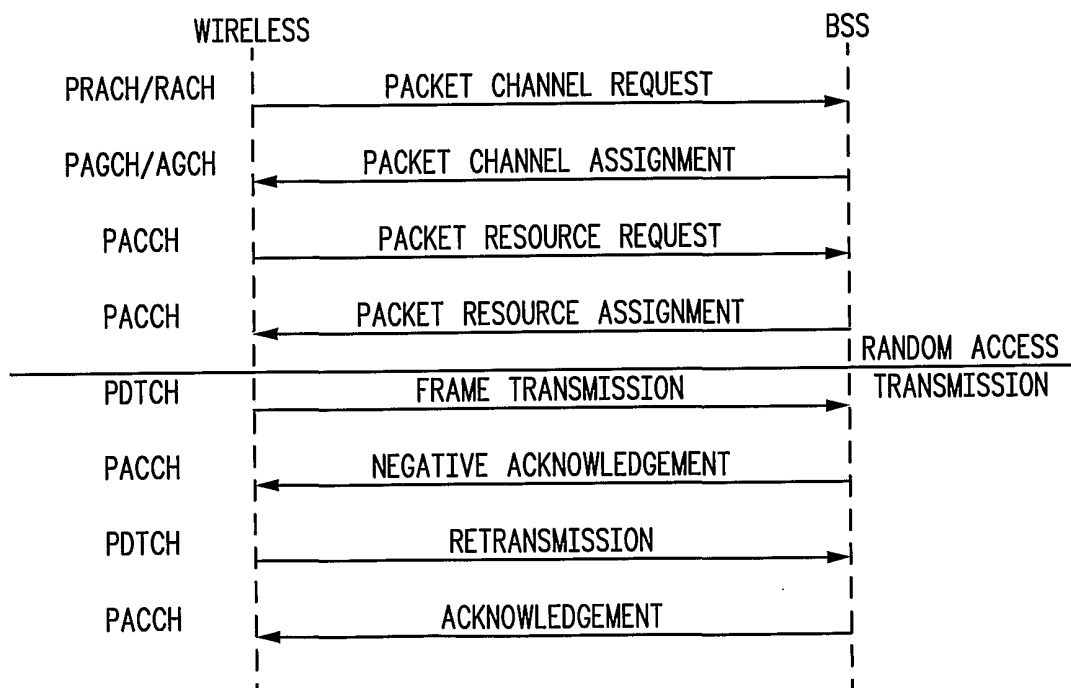 WIRELESS BSS
PRACH/RACH PACKET CHANNEL REQUEST
PAGCH/AGCH PACKET CHANNEL ASSIGNMENT
PACCH PACKET RESOURCE REQUEST
PACCH PACKET RESOURCE ASSIGNMENT
RANDOM ACCESS
PDTCH FRAME TRANSMISSION TRANSMISSION
PACCH NEGATIVE ACKNOWLEDGEMENT
PDTCH RETRANSMISSION
PACCH ACKNOWLEDGEMENT